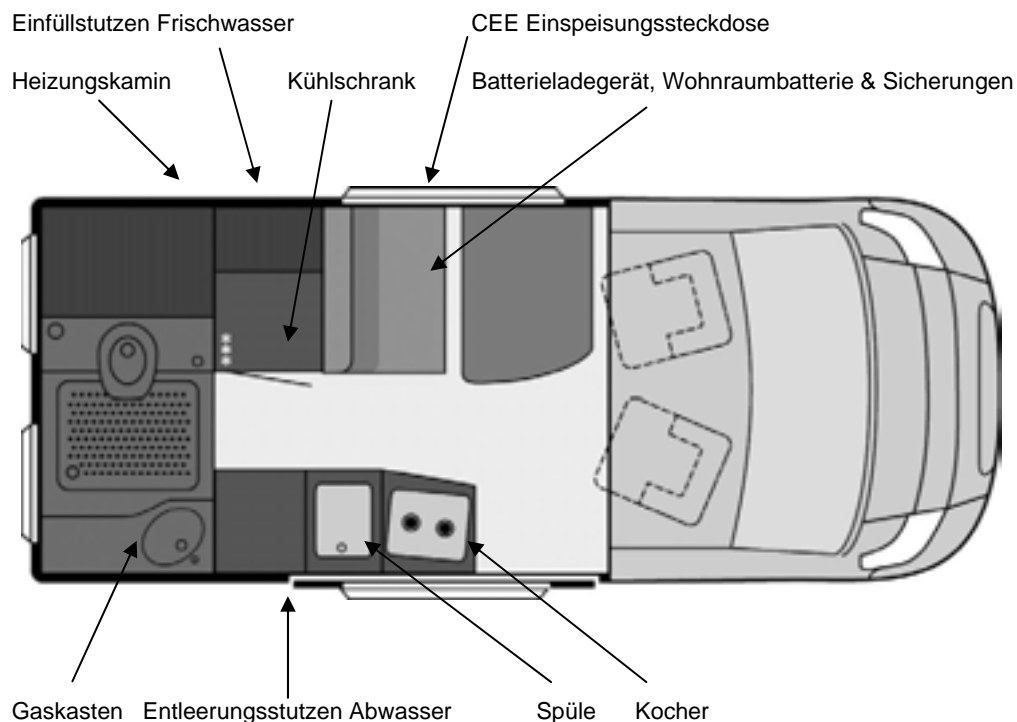 Einfüllstutzen Frischwasser CEE Einspeisungssteckdose
Heizungskamin Kühlschrank Batterieladegerät, Wohnraumbatterie & Sicherungen
Gaskasten Entleerungsstutzen Abwasser Spüle Kocher